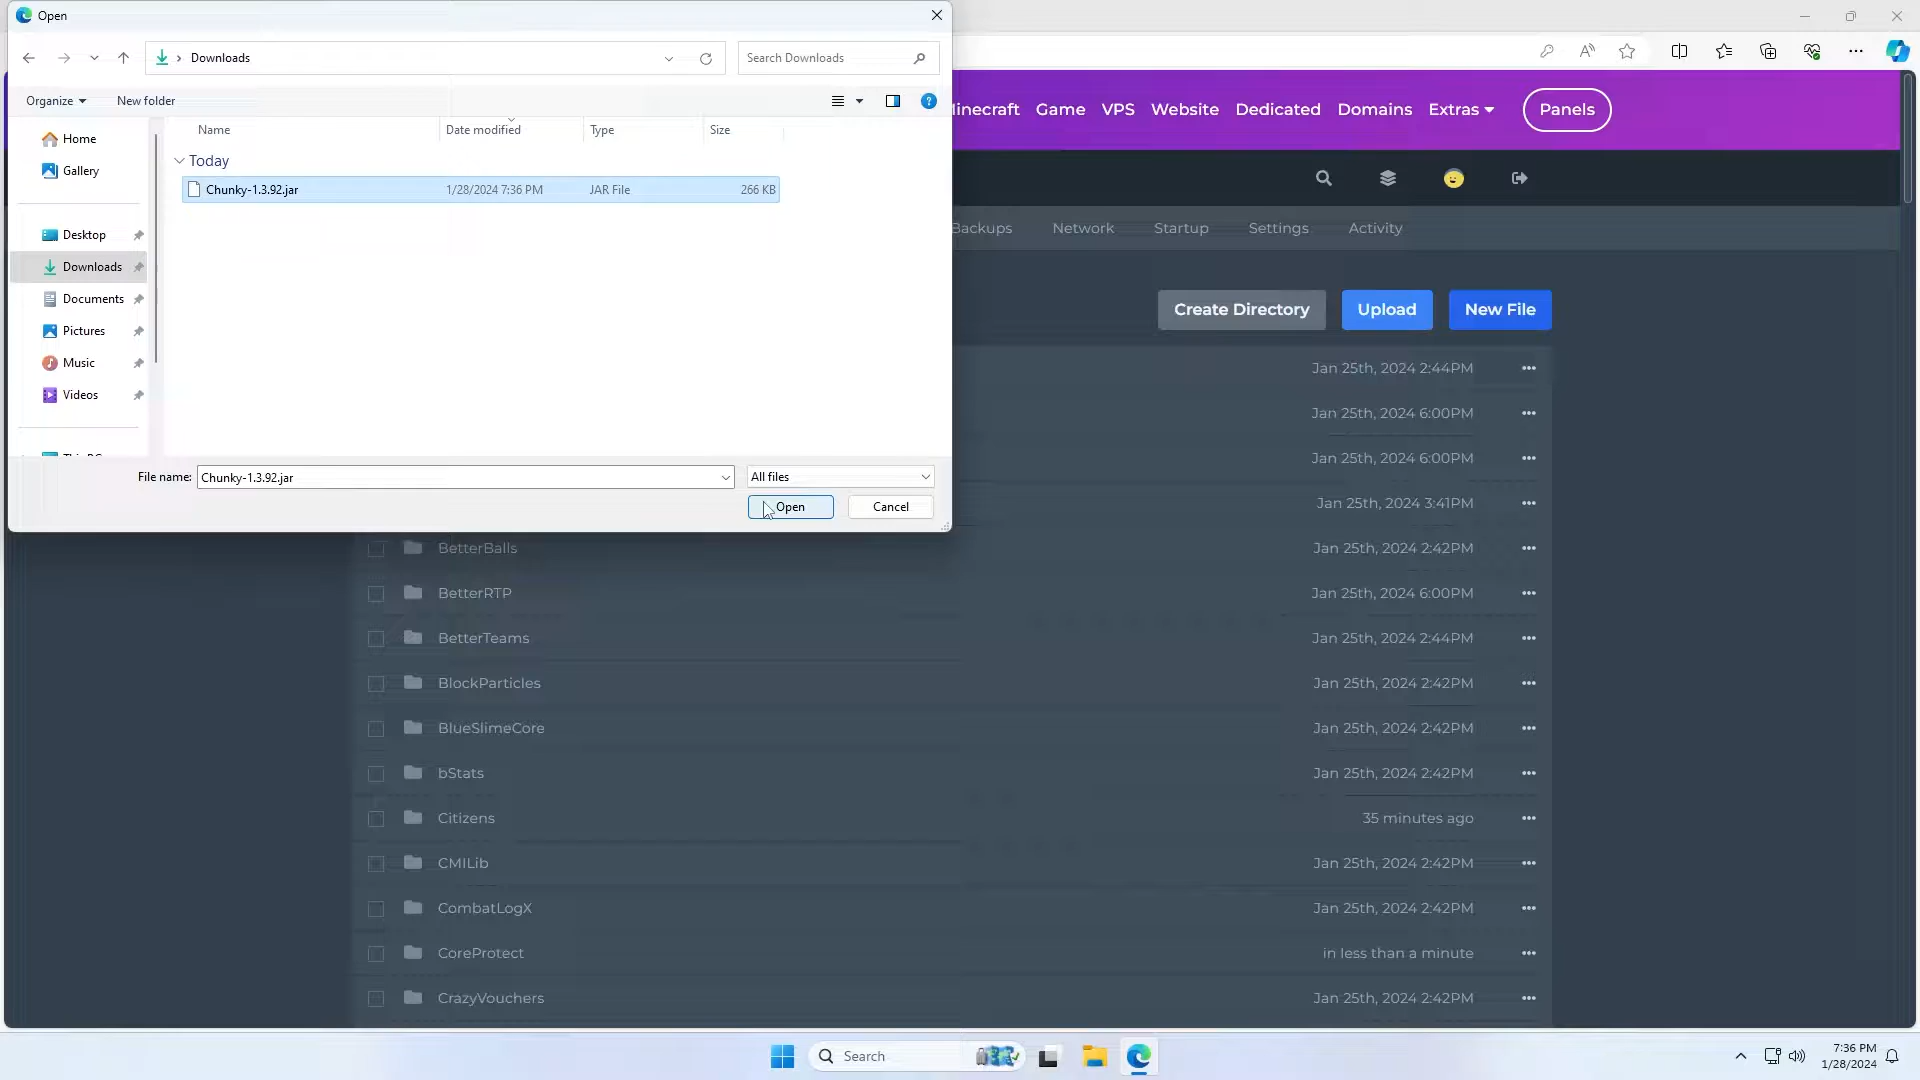 Open
Downloads
Search Downloads
Organize
New folder
Name
Date modified
Type
Size
Home
Gallery
Desktop
Downloads
Documents
Pictures
Music
Videos
Today
Chunky-1.3.92.jar
1/28/2024 7:36 PM
JAR File
266 KB
File name:
Chunky-1.3.92.jar
All files
Open
Cancel
Game
VPS
Website
Dedicated
Domains
Extras
Panels
Backups
Network
Startup
Settings
Activity
Create Directory
Upload
New File
Jan 25th, 2024 2:44PM
Jan 25th, 2024 6:00PM
Jan 25th, 2024 6:00PM
Jan 25th, 2024 3:41PM
BetterBalls Jan 25th, 2024 2:42PM
BetterRTP Jan 25th, 2024 6:00PM
BetterTeams Jan 25th, 2024 2:44PM
BlockParticles Jan 25th, 2024 2:42PM
BlueSlimeCore Jan 25th, 2024 2:42PM
bStats Jan 25th, 2024 2:42PM
Citizens 35 minutes ago
CMILib Jan 25th, 2024 2:42PM
CombatLogX Jan 25th, 2024 2:42PM
CoreProtect in less than a minute
CrazyVouchers Jan 25th, 2024 2:42PM
Search
7:36 PM
1/28/2024